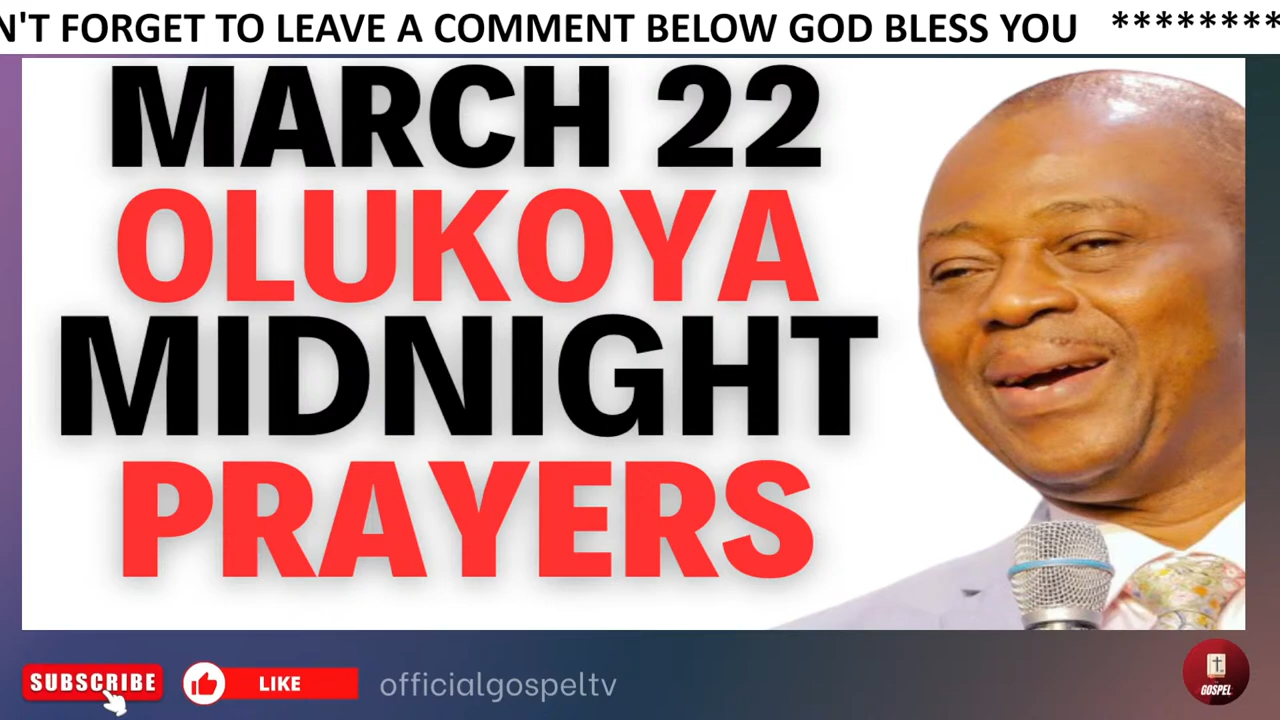 N'T FORGET TO LEAVE A COMMENT BELOW GOD BLESS YOU ********
MARCH 22
OLUKOYA
MIDNIGHT
PRAYERS
SUBSCRIBE
LIKE
officialgospeltv
GOSPEL